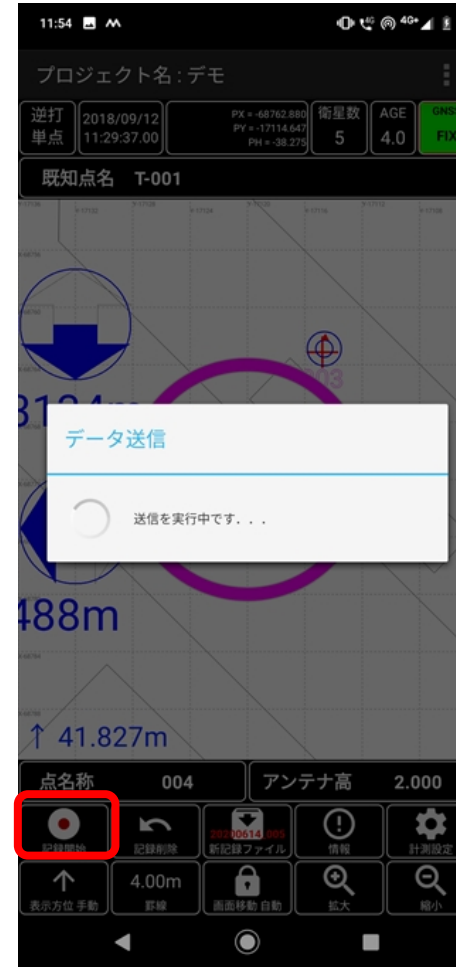 11:54
4G 4G+
プロジェクト名 : デモ
逆打
単点
2018/09/12
11:29:37.00
PX = -68762.880
PY = -17114.647
PH = -38.275
衛星数
5
AGE
4.0
GNSS
FIX
既知点名 T-001
003
データ送信
送信を実行中です．．．
488m
↑ 41.827m
点名称 004
アンテナ高 2.000
記録開始
記録削除
20200614_005
新記録ファイル
情報
計測設定
表示方位 手動
4.00m
罫線
画面移動 自動
拡大
縮小